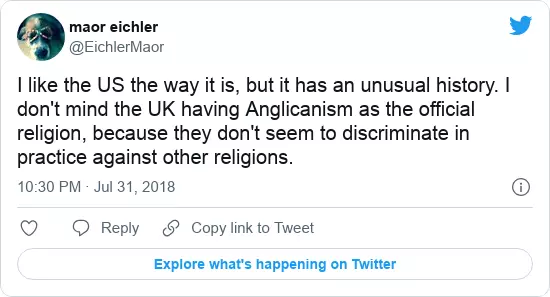 maor eichler
@EichlerMaor
I like the US the way it is, but it has an unusual history. I
don't mind the UK having Anglicanism as the official
religion, because they don't seem to discriminate in
practice against other religions.
10:30 PM · Jul 31, 2018
Reply Copy link to Tweet
Explore what's happening on Twitter